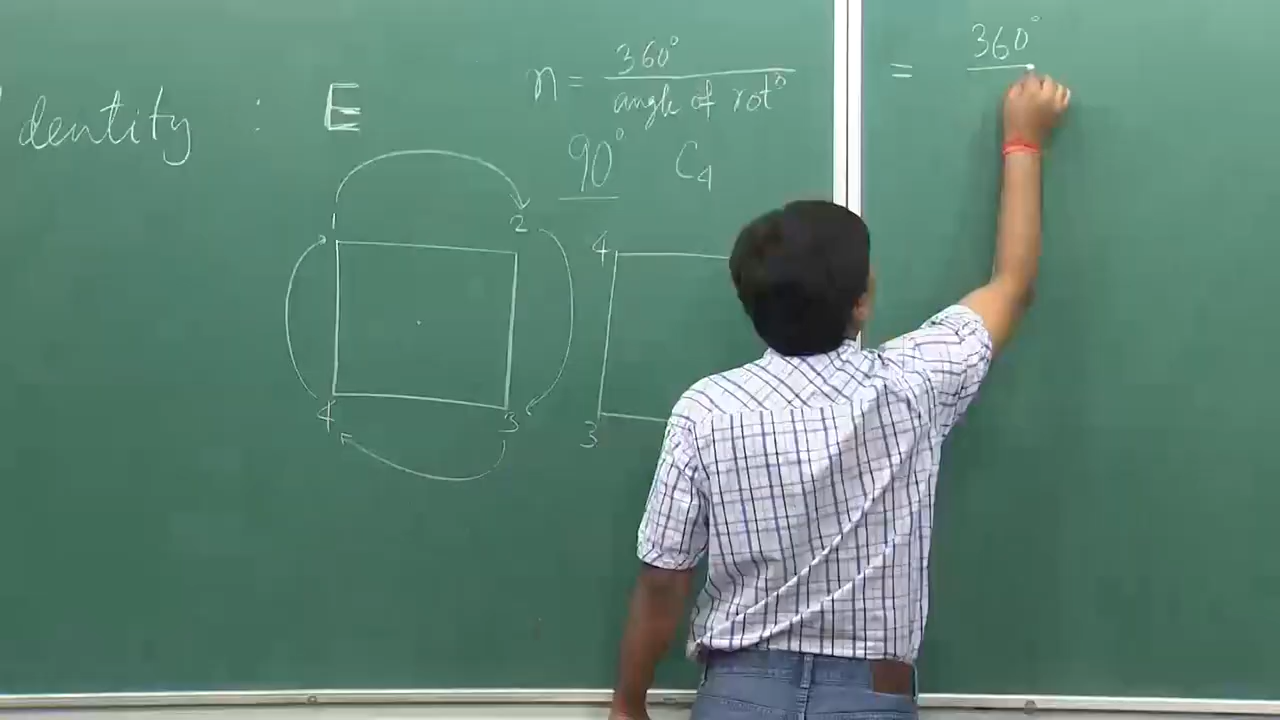 dentity : E
n = 360° / angle of rot° = 360°
90° C4
1 2
4 3
4
3